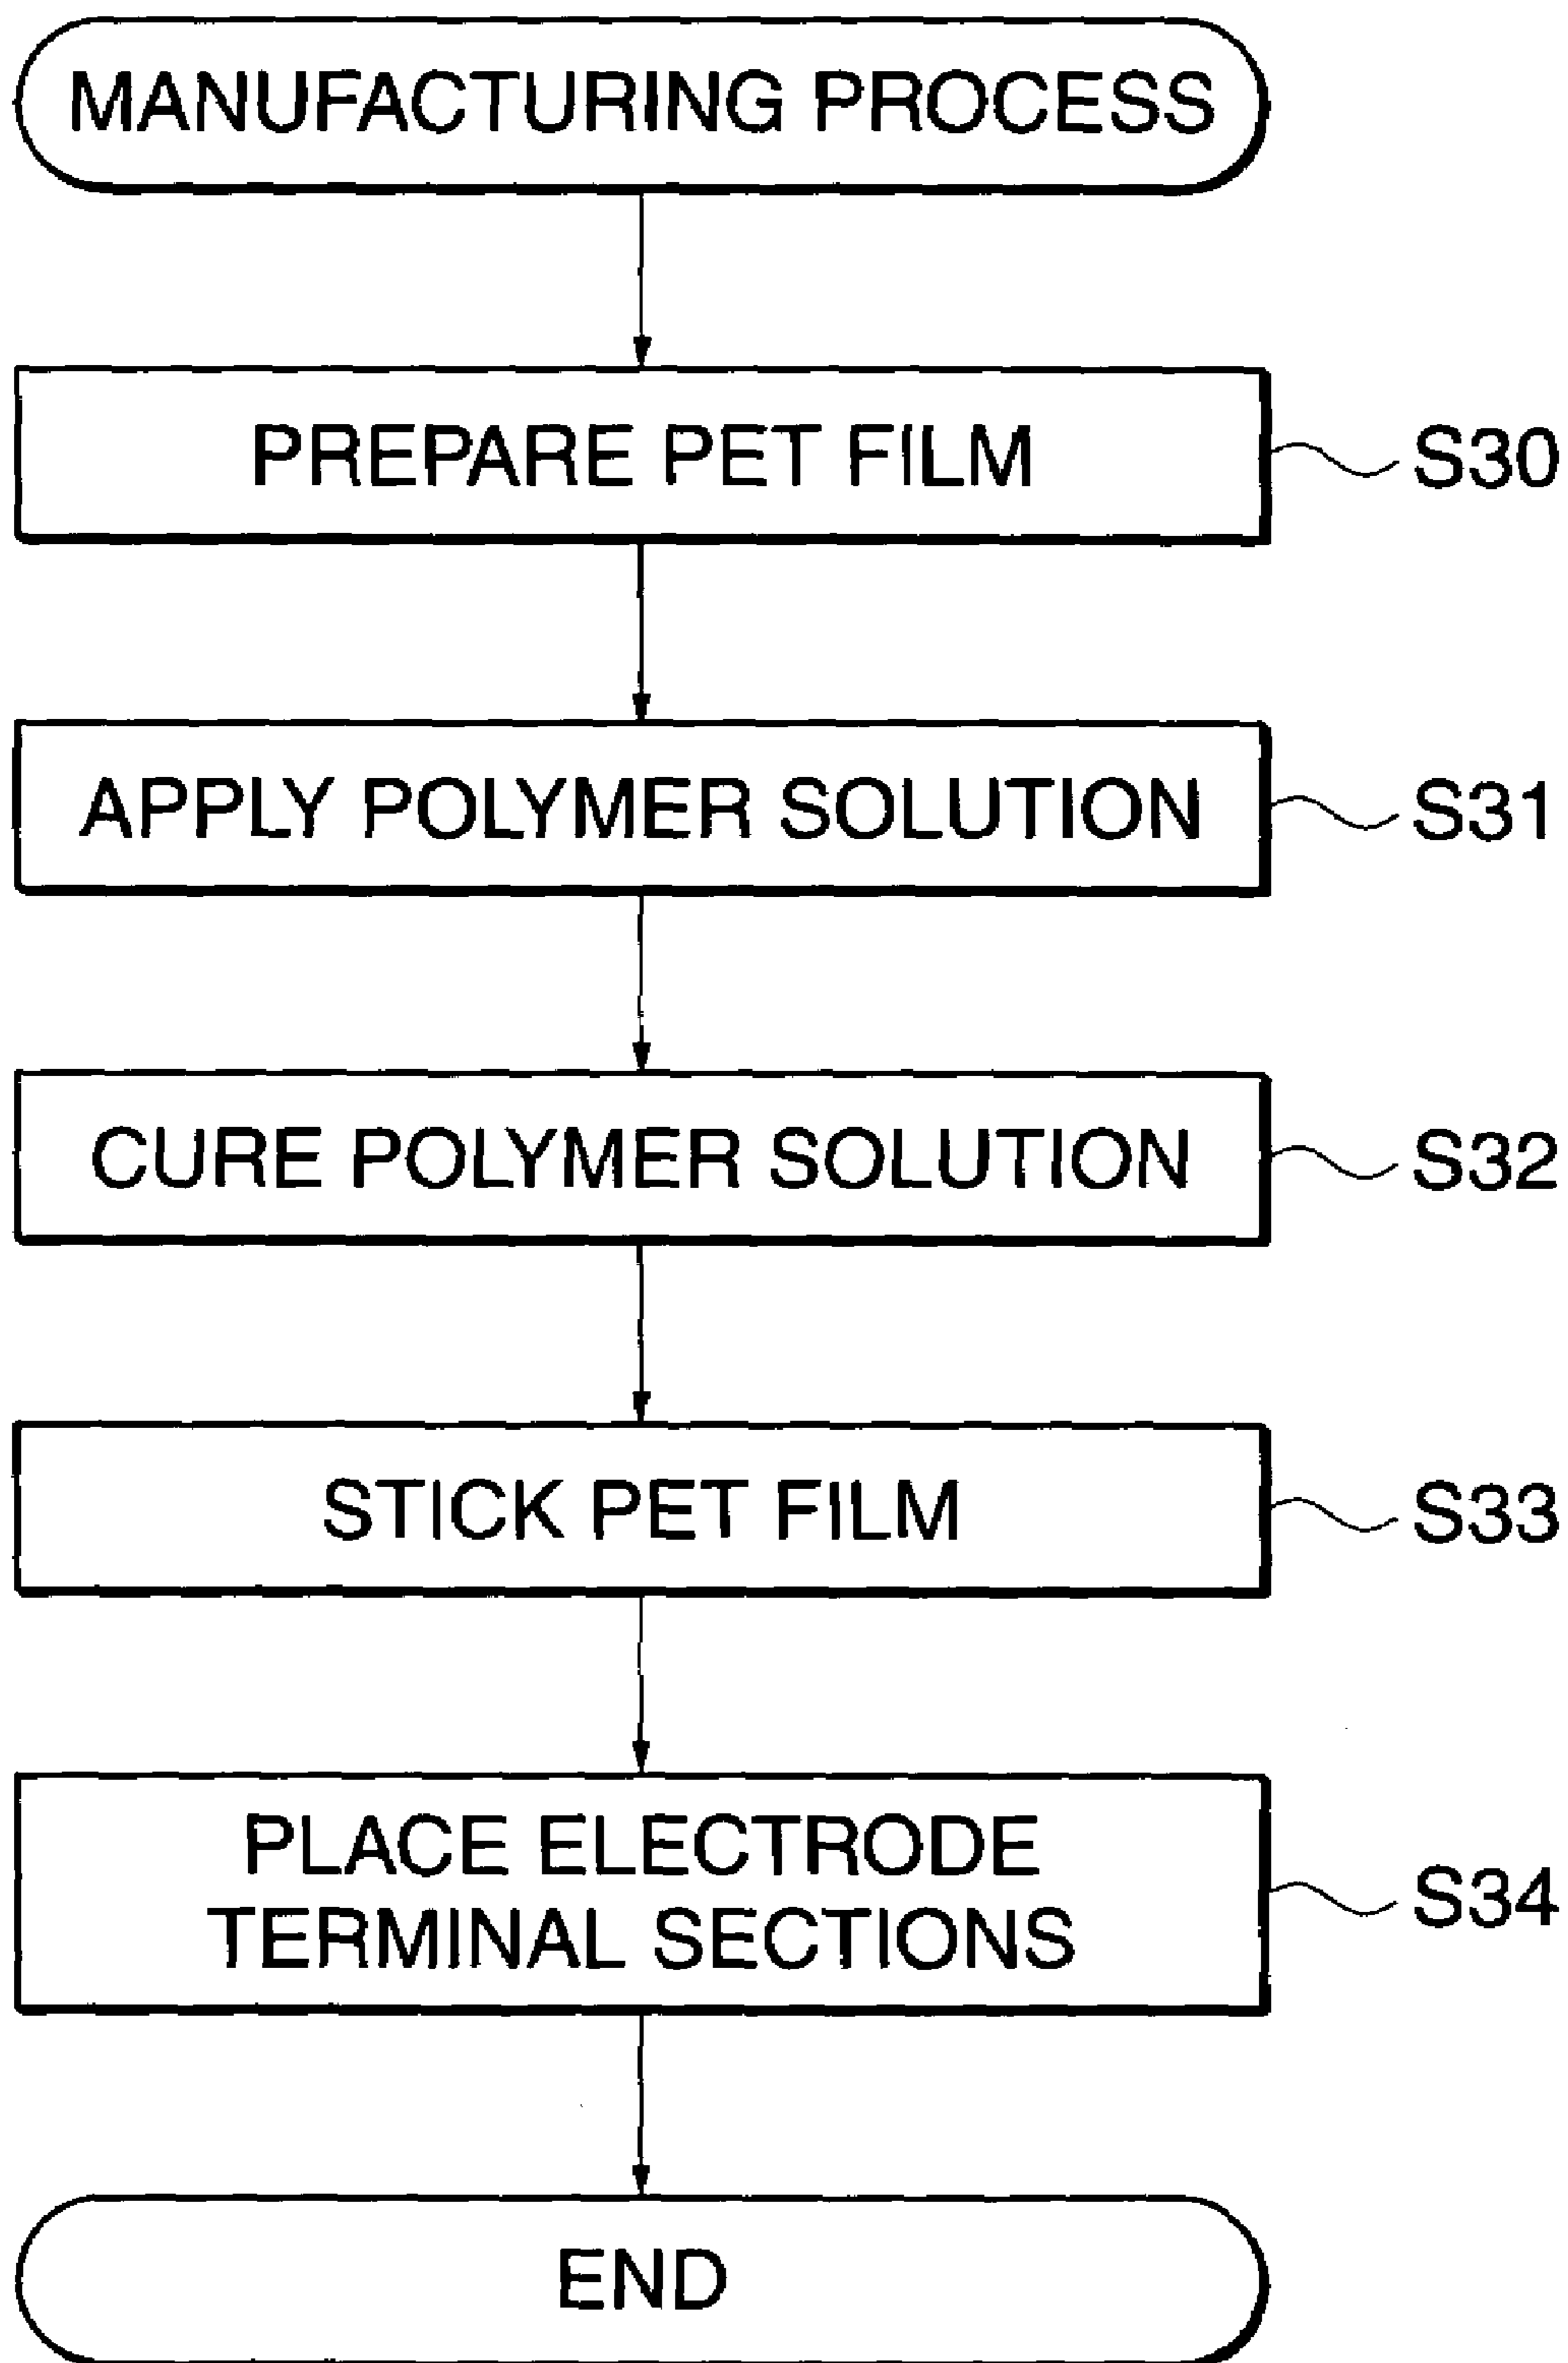 MANUFACTURING PROCESS
PREPARE PET FILM
S30
APPLY POLYMER SOLUTION
S31
CURE POLYMER SOLUTION
S32
STICK PET FILM
S33
PLACE ELECTRODE
TERMINAL SECTIONS
S34
END